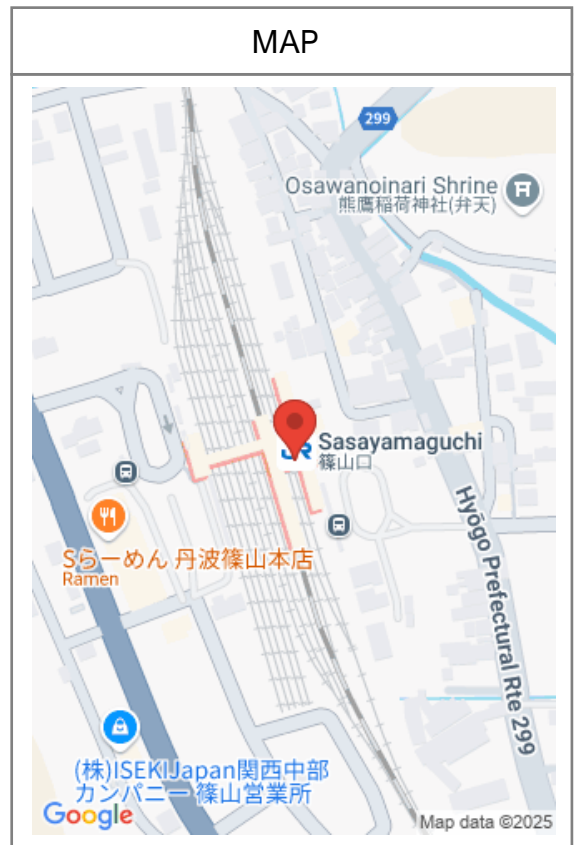 MAP
299
Osawanoinari Shrine
熊鷹稲荷神社(弁天)
JR
Sasayamaguchi
篠山口
Sらーめん 丹波篠山本店
Ramen
Hyōgo Prefectural Rte 299
(株)ISEKIJapan関西中部
カンパニー 篠山営業所
Google
Map data ©2025